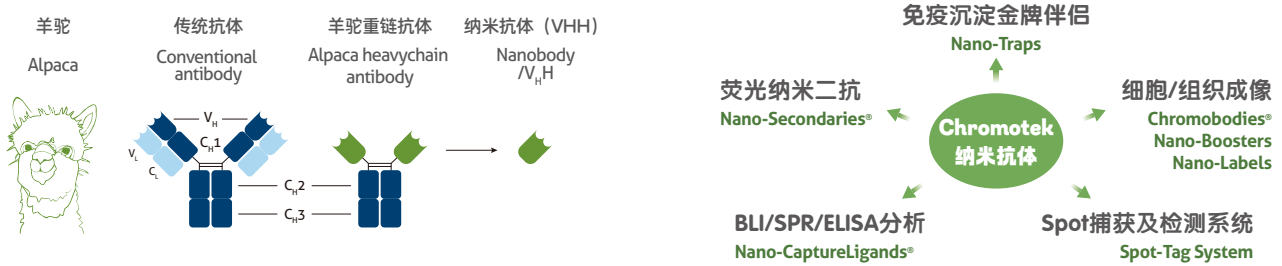 羊驼
Alpaca
传统抗体
Conventional
antibody
羊驼重链抗体
Alpaca heavychain
antibody
纳米抗体（VHH）
Nanobody
/VHH
VH
CH1
VL
CL
CH2
CH3
免疫沉淀金牌伴侣
Nano-Traps
荧光纳米二抗
Nano-Secondaries®
细胞/组织成像
Chromobodies®
Nano-Boosters
Nano-Labels
Chromotek
纳米抗体
BLI/SPR/ELISA分析
Nano-CaptureLigands®
Spot捕获及检测系统
Spot-Tag System